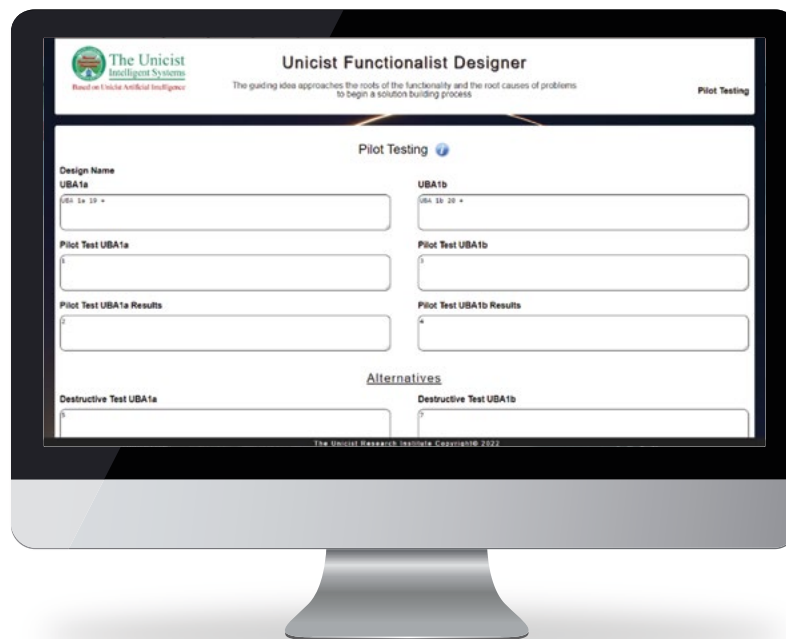 The Unicist
Intelligent Systems
Based on Unicist Artificial Intelligence
Unicist Functionalist Designer
The guiding idea approaches the roots of the functionality and the root causes of problems
to begin a solution building process
Pilot Testing
Pilot Testing
Design Name
UBA1a UBA1b
UBA 1a 19 + UBA 1b 20 +
Pilot Test UBA1a Pilot Test UBA1b
1 3
Pilot Test UBA1a Results Pilot Test UBA1b Results
2 4
Alternatives
Destructive Test UBA1a Destructive Test UBA1b
5 7
The Unicist Research Institute Copyright© 2022